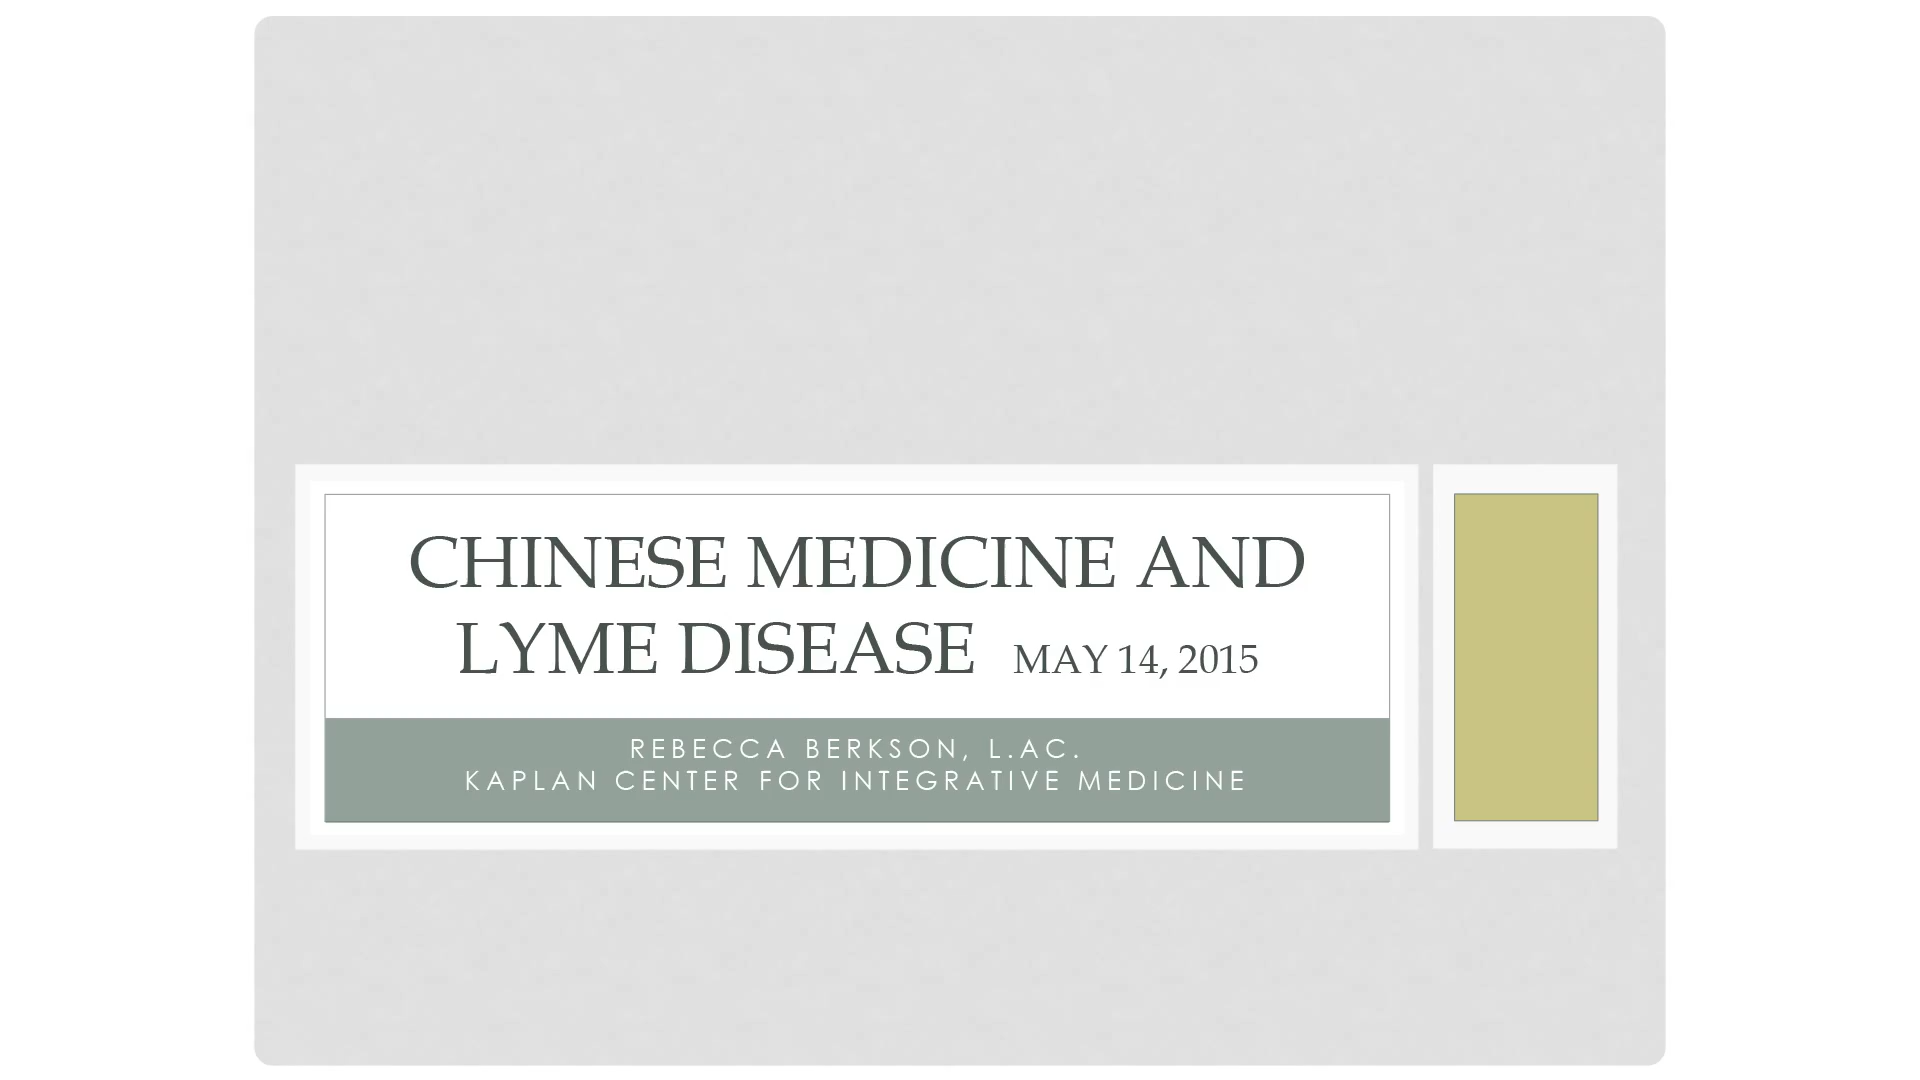 CHINESE MEDICINE AND
LYME DISEASE MAY 14, 2015
REBECCA BERKSON, L.AC.
KAPLAN CENTER FOR INTEGRATIVE MEDICINE